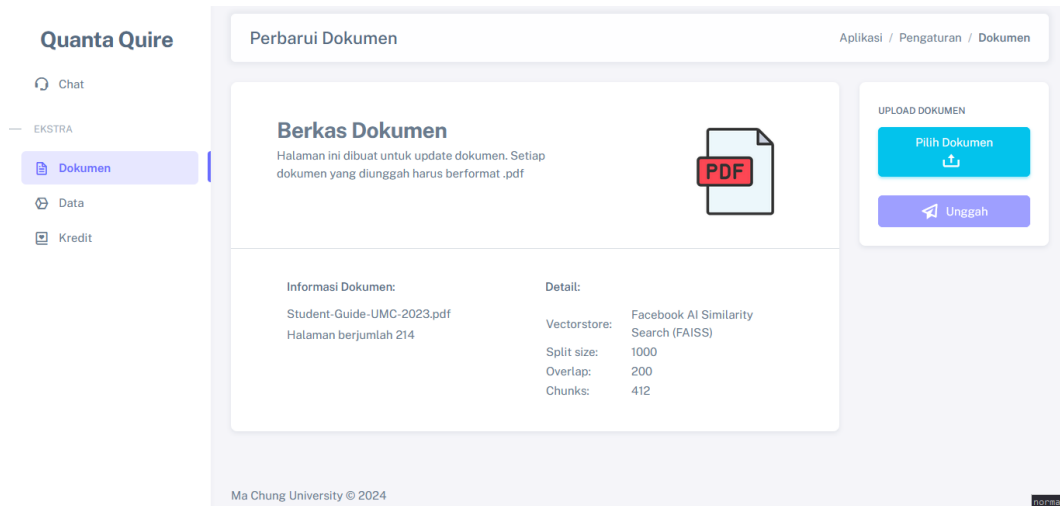 Quanta Quire
Chat
EKSTRA
Dokumen
Data
Kredit
Perbarui Dokumen
Aplikasi / Pengaturan / Dokumen
Berkas Dokumen
Halaman ini dibuat untuk update dokumen. Setiap
dokumen yang diunggah harus berformat .pdf
PDF
UPLOAD DOKUMEN
Pilih Dokumen
Unggah
Informasi Dokumen:
Student-Guide-UMC-2023.pdf
Halaman berjumlah 214
Detail:
Vectorstore: Facebook AI Similarity
Search (FAISS)
Split size: 1000
Overlap: 200
Chunks: 412
Ma Chung University © 2024